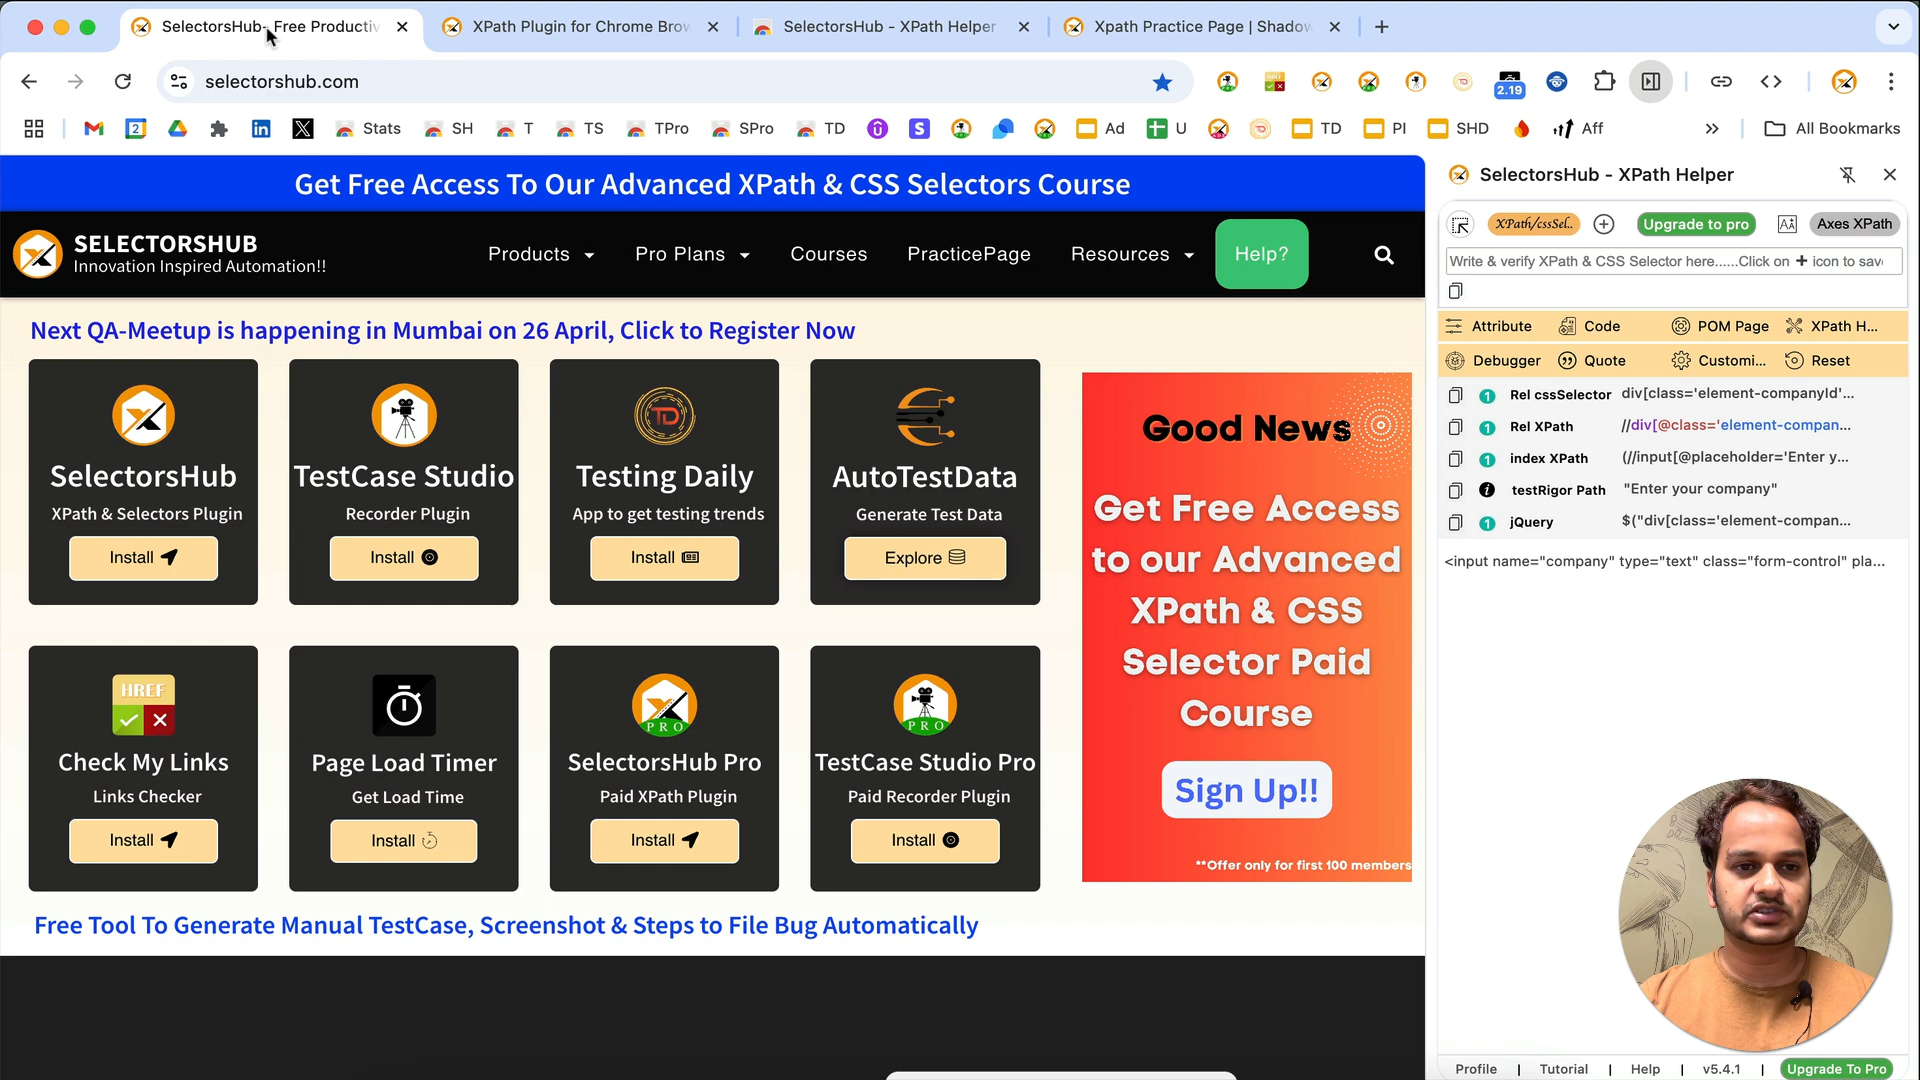 SelectorsHub- Free Productiv
XPath Plugin for Chrome Brow
SelectorsHub - XPath Helper
Xpath Practice Page | Shadow
selectorshub.com
2.19
Stats
SH
T
TS
TPro
SPro
TD
Ad
U
TD
PI
SHD
Aff
All Bookmarks
Get Free Access To Our Advanced XPath & CSS Selectors Course
SELECTORSHUB
Innovation Inspired Automation!!
Products
Pro Plans
Courses
PracticePage
Resources
Help?
Next QA-Meetup is happening in Mumbai on 26 April, Click to Register Now
SelectorsHub
XPath & Selectors Plugin
Install
TestCase Studio
Recorder Plugin
Install
TD
Testing Daily
App to get testing trends
Install
AutoTestData
Generate Test Data
Explore
HREF
Check My Links
Links Checker
Install
Page Load Timer
Get Load Time
Install
PRO
SelectorsHub Pro
Paid XPath Plugin
Install
PRO
TestCase Studio Pro
Paid Recorder Plugin
Install
Good News
Get Free Access
to our Advanced
XPath & CSS
Selector Paid
Course
Sign Up!!
**Offer only for first 100 members
Free Tool To Generate Manual TestCase, Screenshot & Steps to File Bug Automatically
SelectorsHub - XPath Helper
XPath/cssSel..
Upgrade to pro
Axes XPath
Write & verify XPath & CSS Selector here......Click on + icon to save
Attribute
Code
POM Page
XPath H...
Debugger
Quote
Customi...
Reset
1 Rel cssSelector div[class='element-companyId'...
1 Rel XPath //div[@class='element-compan...
1 index XPath (//input[@placeholder='Enter y...
testRigor Path "Enter your company"
1 jQuery $("div[class='element-compan...
<input name="company" type="text" class="form-control" pla...
Profile | Tutorial | Help | v5.4.1 | Upgrade To Pro